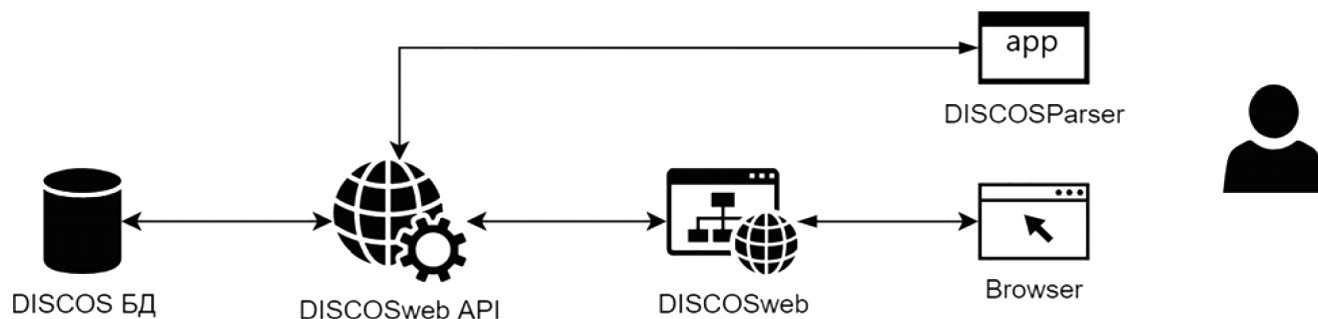 app
DISCOSParser
DISCOS БД
DISCOSweb API
DISCOSweb
Browser